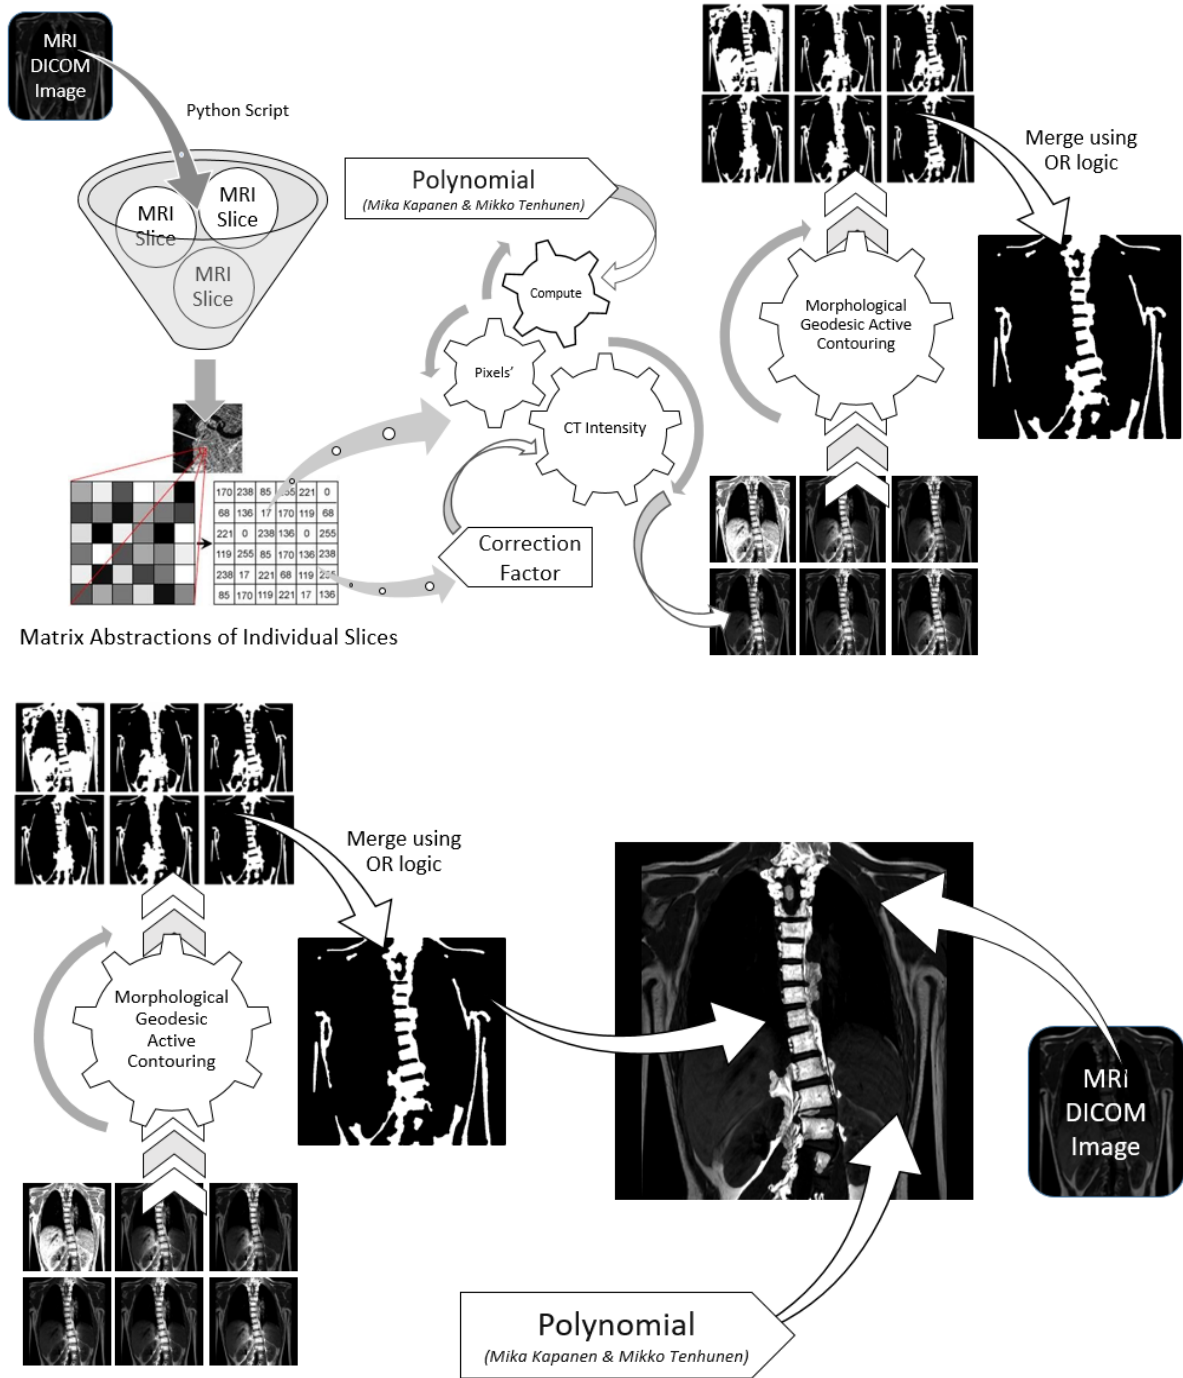 MRI
DICOM
Image
Python Script
MRI
Slice
MRI
Slice
MRI
Slice
Polynomial
(Mika Kapanen & Mikko Tenhunen)
Compute
Pixels’
CT Intensity
Correction
Factor
170 238 85 255 221 0
68 136 17 170 119 68
221 0 238 136 0 255
119 255 85 170 136 238
238 17 221 68 119 255
85 170 119 221 17 136
Matrix Abstractions of Individual Slices
Merge using
OR logic
Morphological
Geodesic Active
Contouring
Merge using
OR logic
Morphological
Geodesic
Active
Contouring
MRI
DICOM
Image
Polynomial
(Mika Kapanen & Mikko Tenhunen)